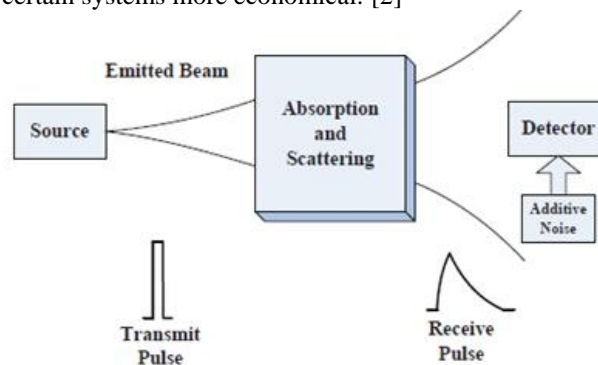 certain systems more economical. [2]
Emitted Beam
Source
Absorption
and
Scattering
Detector
Additive
Noise
Transmit
Pulse
Receive
Pulse